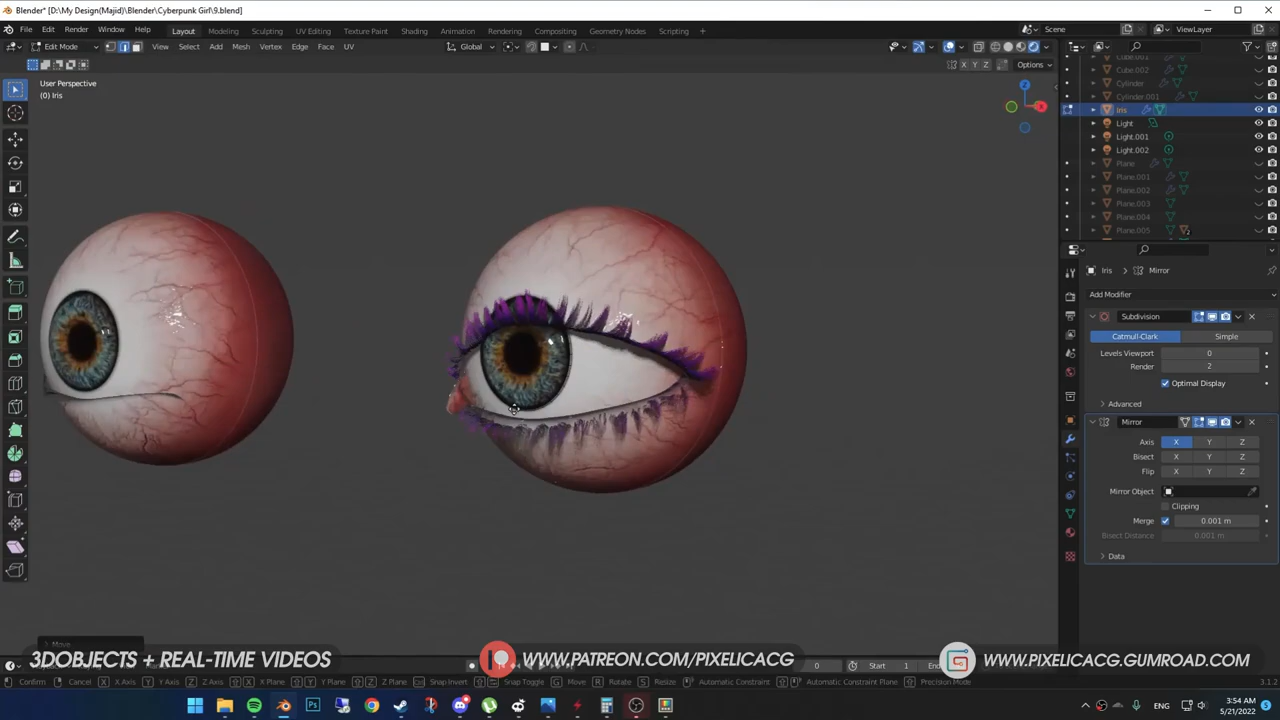 Blender* [D:\My Design(Majid)\Blender\Cyberpunk Girl\9.blend]
File Edit Render Window Help Layout Modeling Sculpting UV Editing Texture Paint Shading Animation Rendering Compositing Geometry Nodes Scripting + Scene ViewLayer
Edit Mode View Select Add Mesh Vertex Edge Face UV Global
X Y Z Options
User Perspective
(0) Iris
Z
X
Cube.001
Cube.002
Cylinder
Cylinder.001
Iris
Light
Light.001
Light.002
Plane
Plane.001
Plane.002
Plane.003
Plane.004
Plane.005
Iris > Mirror
Add Modifier
Subdivision
Catmull-Clark Simple
Levels Viewport 0
Render 2
Optimal Display
Advanced
Mirror
Axis X Y Z
Bisect X Y Z
Flip X Y Z
Mirror Object
Clipping
Merge 0.001 m
Bisect Distance 0.001 m
Data
Move
3DOBJECTS + REAL-TIME VIDEOS
WWW.PATREON.COM/PIXELICACG
WWW.PIXELICACG.GUMROAD.COM
0 Start 1 End
Confirm Cancel X Axis Y Axis Z Axis X Plane Y Plane Z Plane Snap Invert Snap Toggle Move Rotate Resize Automatic Constraint Automatic Constraint Plane Precision Mode 3.1.2
ENG 3:54 AM
5/21/2022